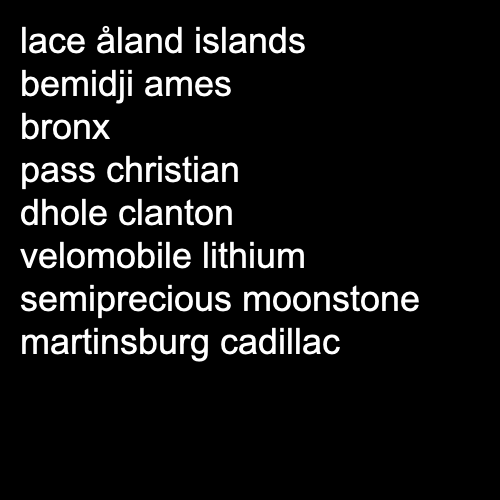 lace åland islands
bemidji ames
bronx
pass christian
dhole clanton
velomobile lithium
semiprecious moonstone
martinsburg cadillac